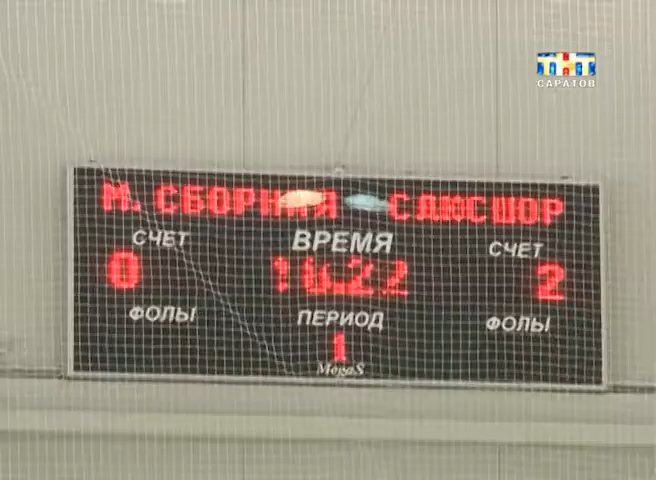 ТНТ
САРАТОВ
М. СБОРНАЯ СДЮСШОР
СЧЕТ ВРЕМЯ СЧЕТ
0 2
ФОЛЫ ПЕРИОД ФОЛЫ
1
MegaS